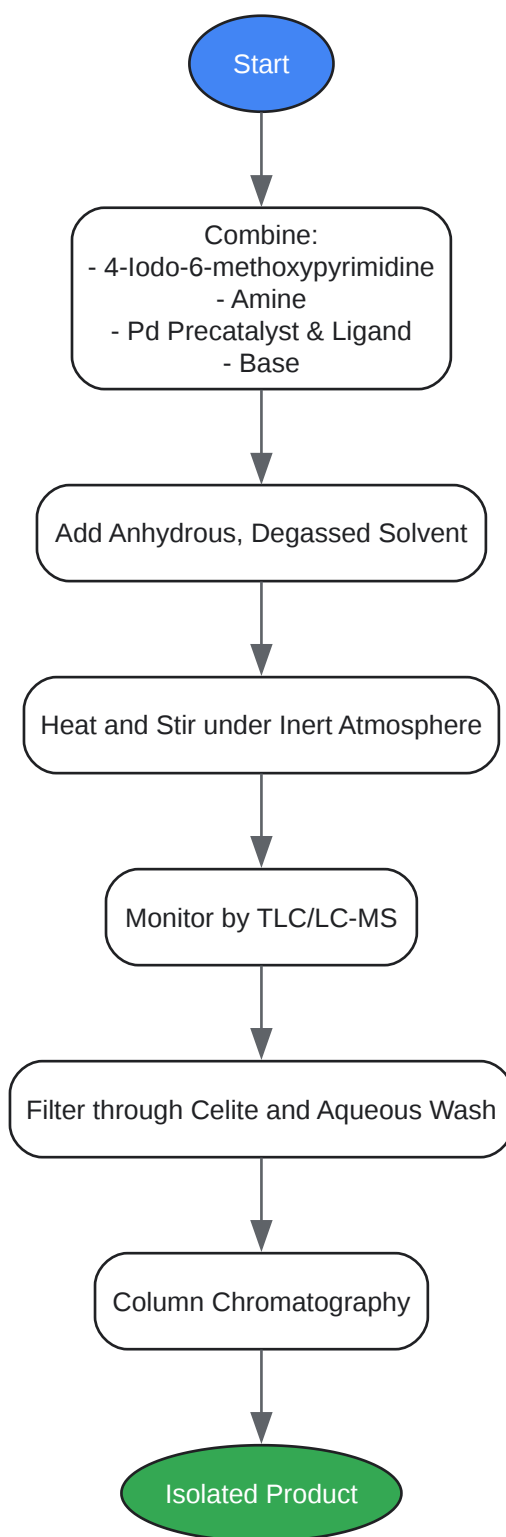 Start
Combine:
- 4-Iodo-6-methoxypyrimidine
- Amine
- Pd Precatalyst & Ligand
- Base
Add Anhydrous, Degassed Solvent
Heat and Stir under Inert Atmosphere
Monitor by TLC/LC-MS
Filter through Celite and Aqueous Wash
Column Chromatography
Isolated Product